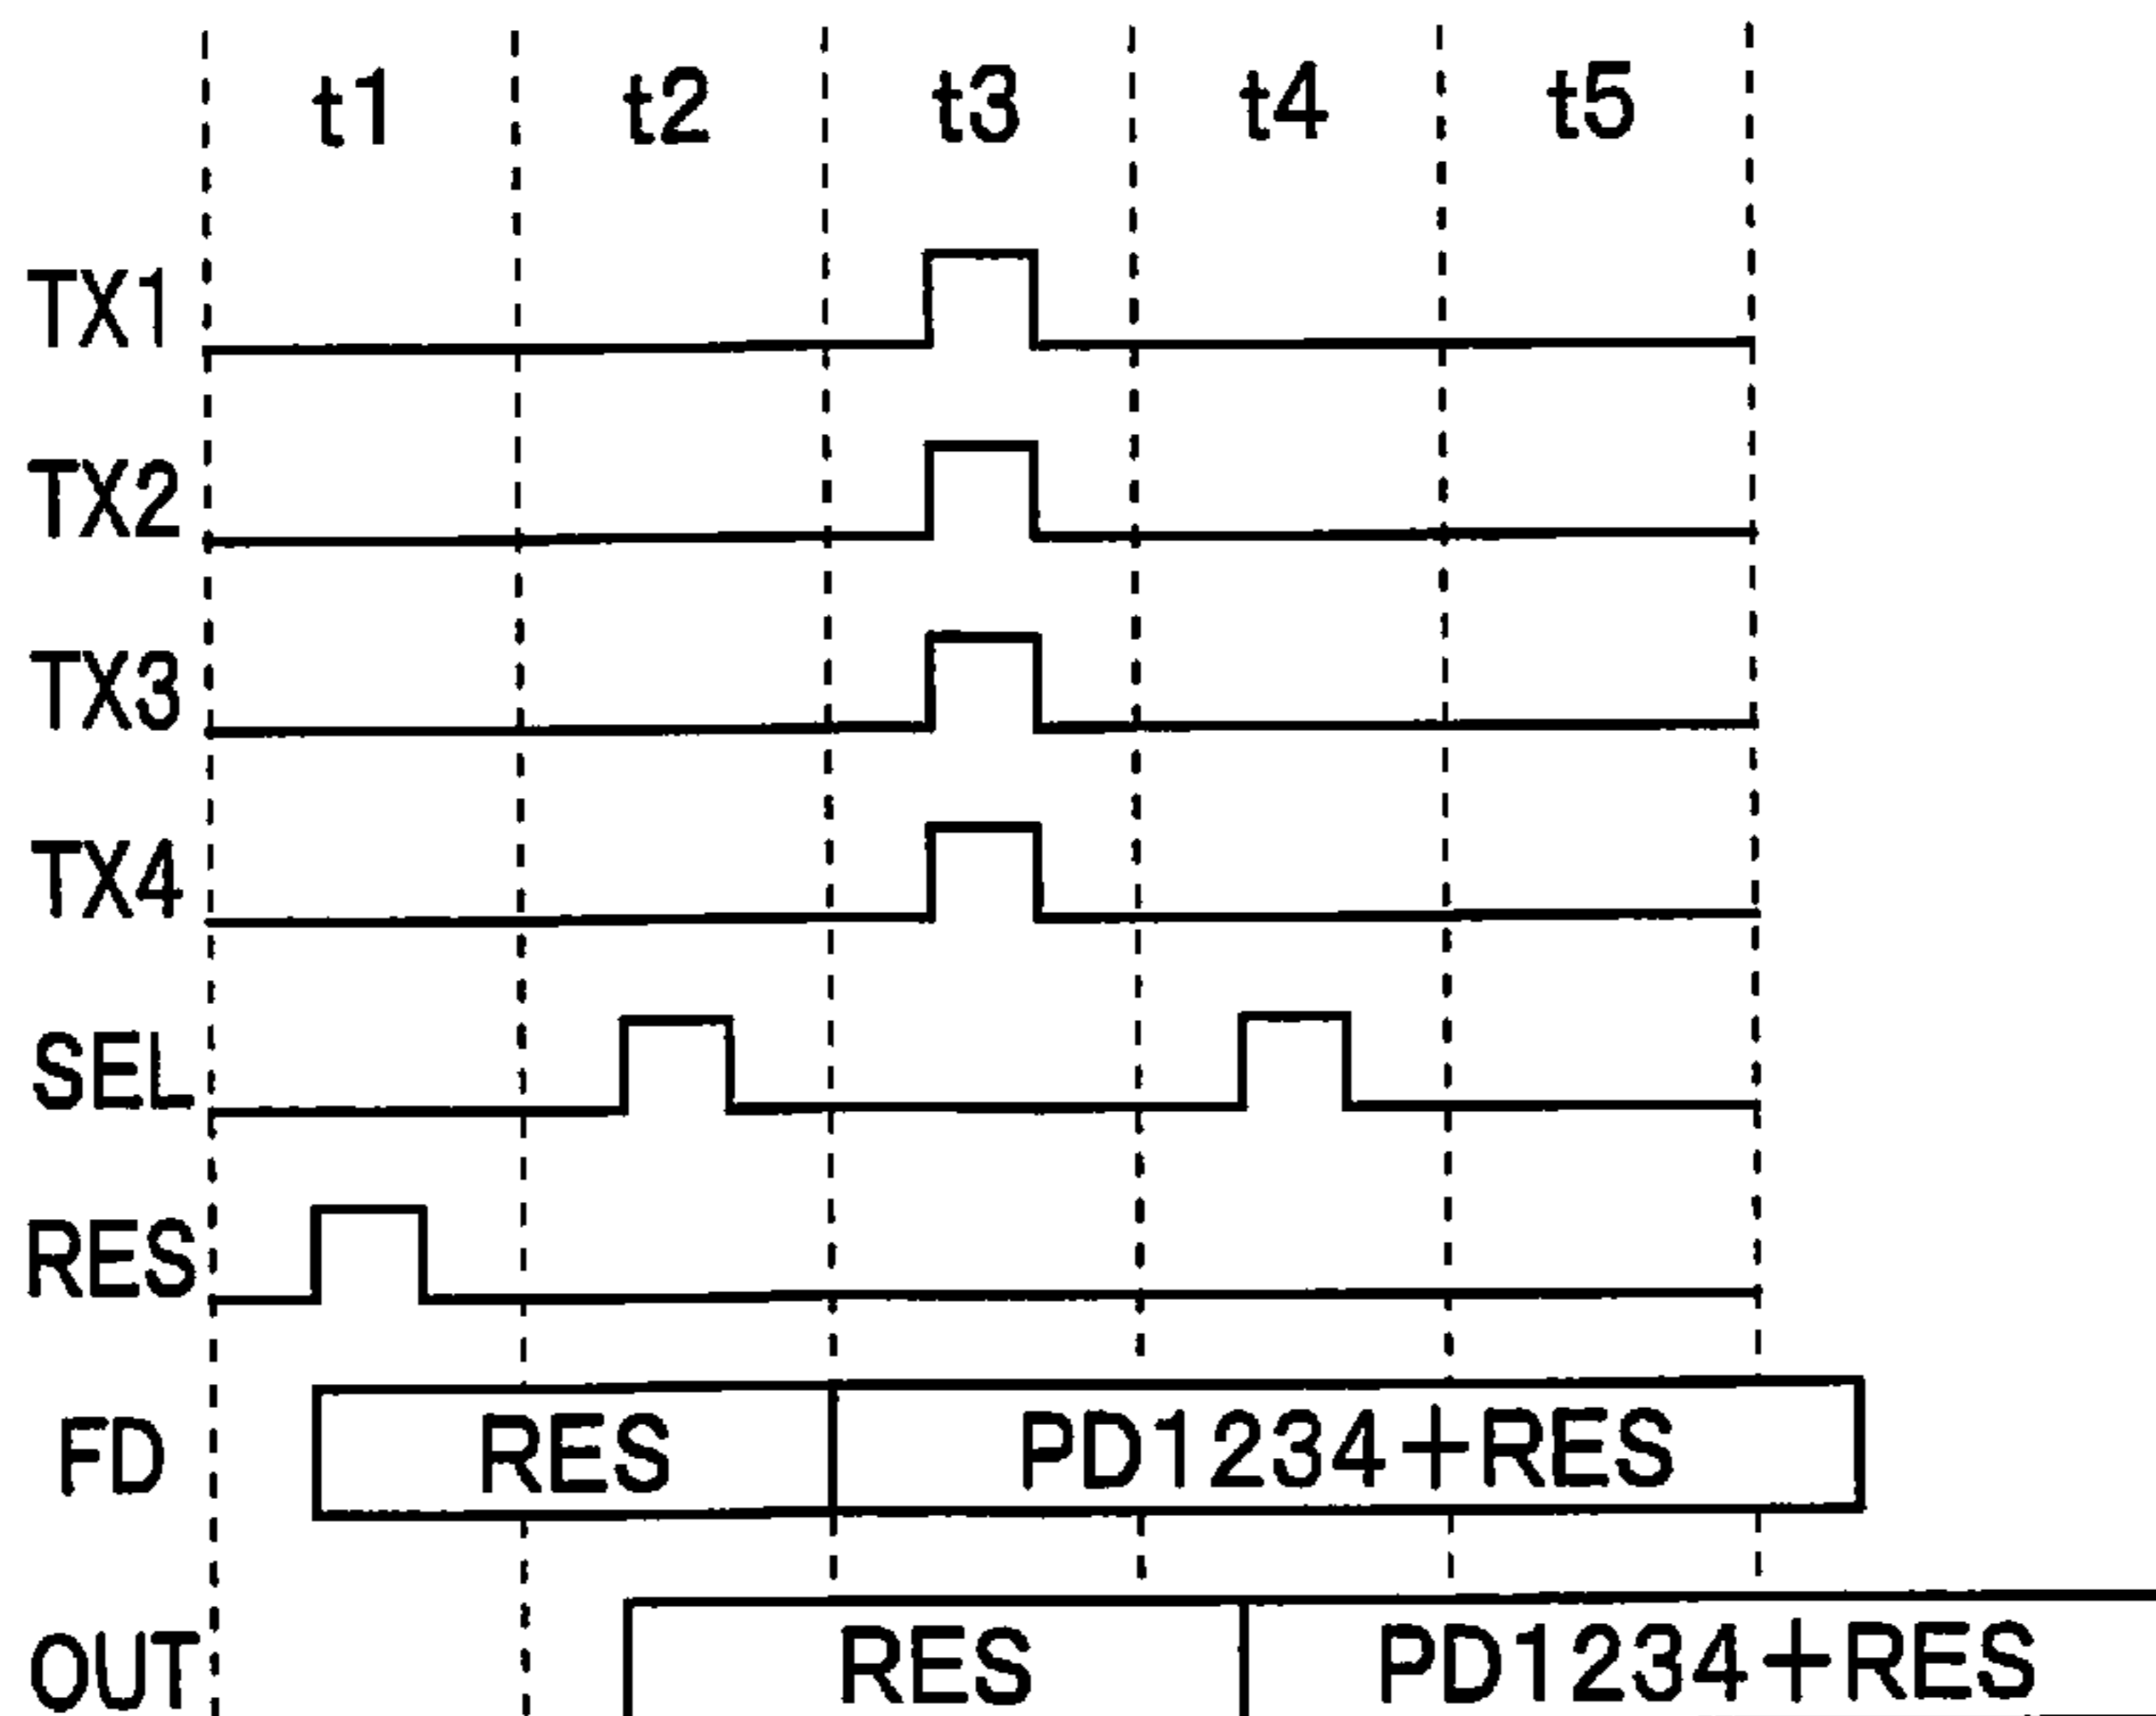 t1 t2 t3 t4 t5
TX1
TX2
TX3
TX4
SEL
RES
FD RES PD1234+RES
OUT RES PD1234+RES